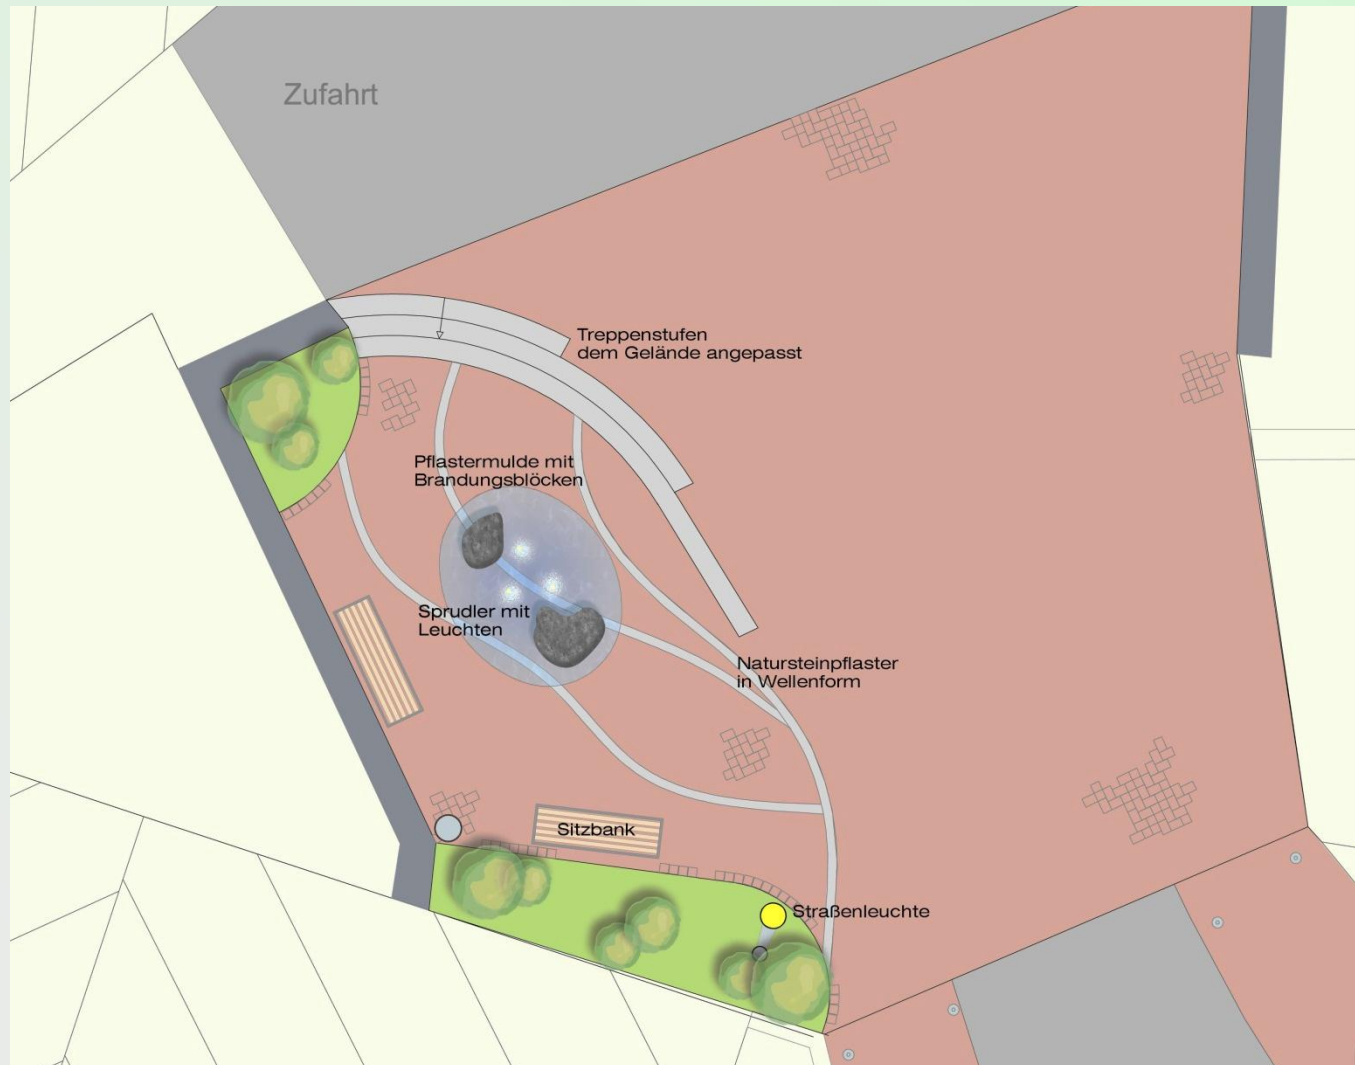 Zufahrt
Treppenstufen
dem Gelände angepasst
Pflastermulde mit
Brandungsblöcken
Sprudler mit
Leuchten
Natursteinpflaster
in Wellenform
Sitzbank
Straßenleuchte